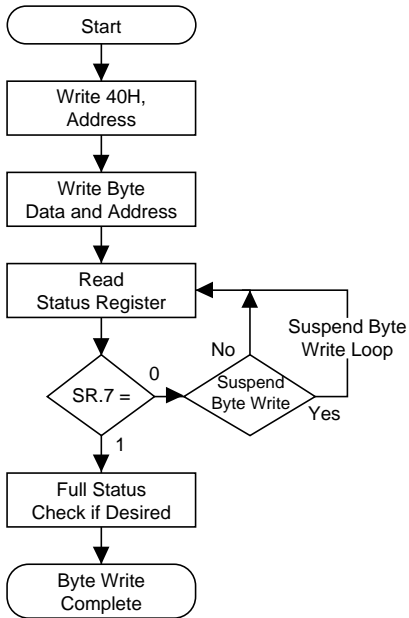 Start
Write 40H,
Address
Write Byte
Data and Address
Read
Status Register
Suspend Byte
Write Loop
No
Suspend
Byte Write
Yes
0
SR.7 =
1
Full Status
Check if Desired
Byte Write
Complete